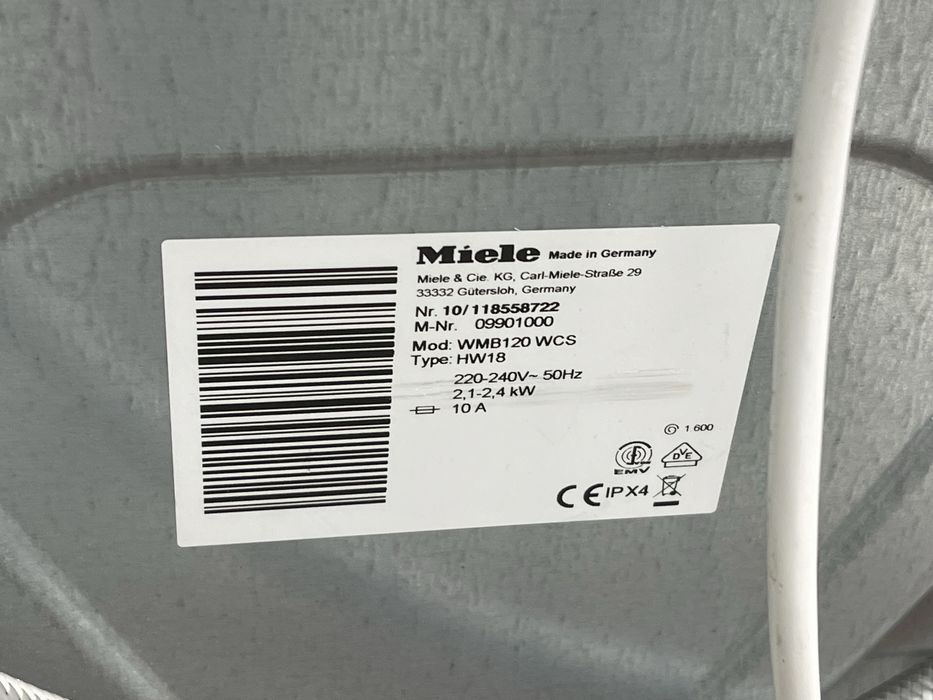 Miele Made in Germany
Miele & Cie. KG, Carl-Miele-Straße 29
33332 Gütersloh, Germany
Nr. 10/118558722
M-Nr. 09901000
Mod: WMB120 WCS
Type: HW18
220-240V~ 50Hz
2,1-2,4 kW
10 A
1 600
EMV
DVE
CE IPX4